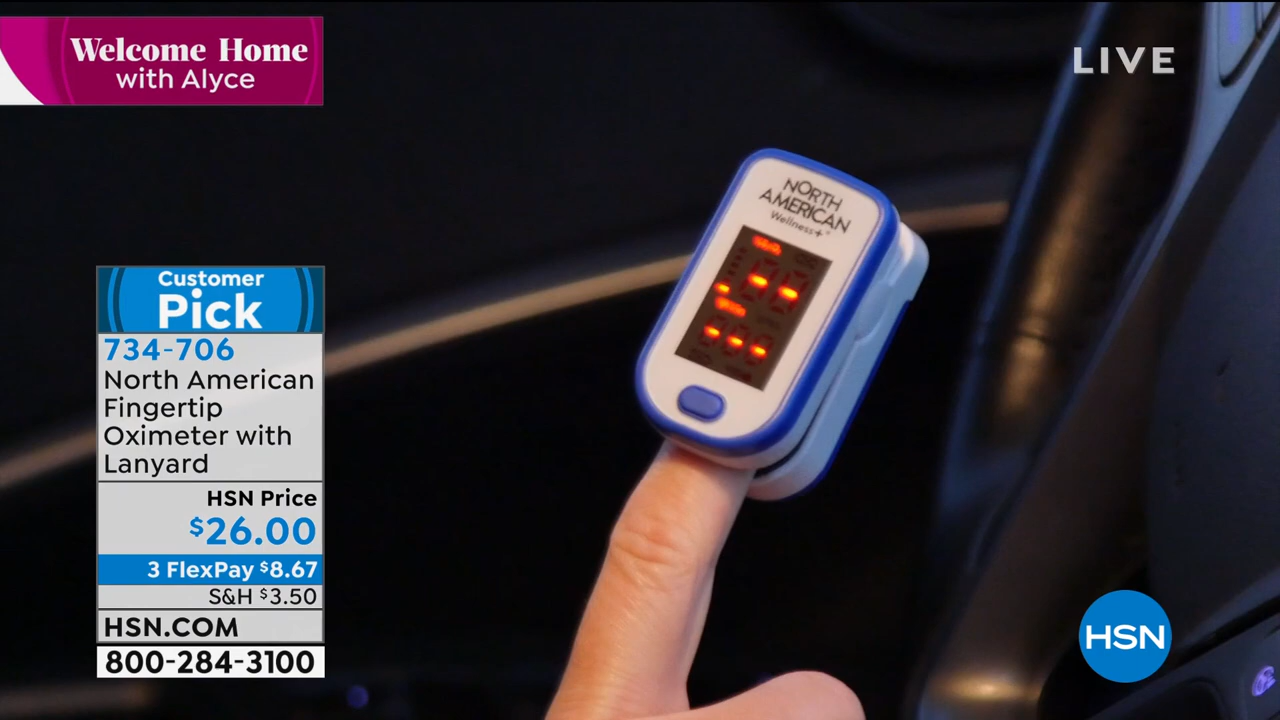 Welcome Home
with Alyce
LIVE
NORTH
AMERICAN
Wellness+
Customer
Pick
734-706
North American
Fingertip
Oximeter with
Lanyard
HSN Price
$26.00
3 FlexPay $8.67
S&H $3.50
HSN.COM
800-284-3100
HSN